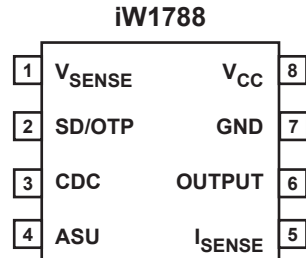 iW1788
1 VSENSE VCC 8
2 SD/OTP GND 7
3 CDC OUTPUT 6
4 ASU ISENSE 5